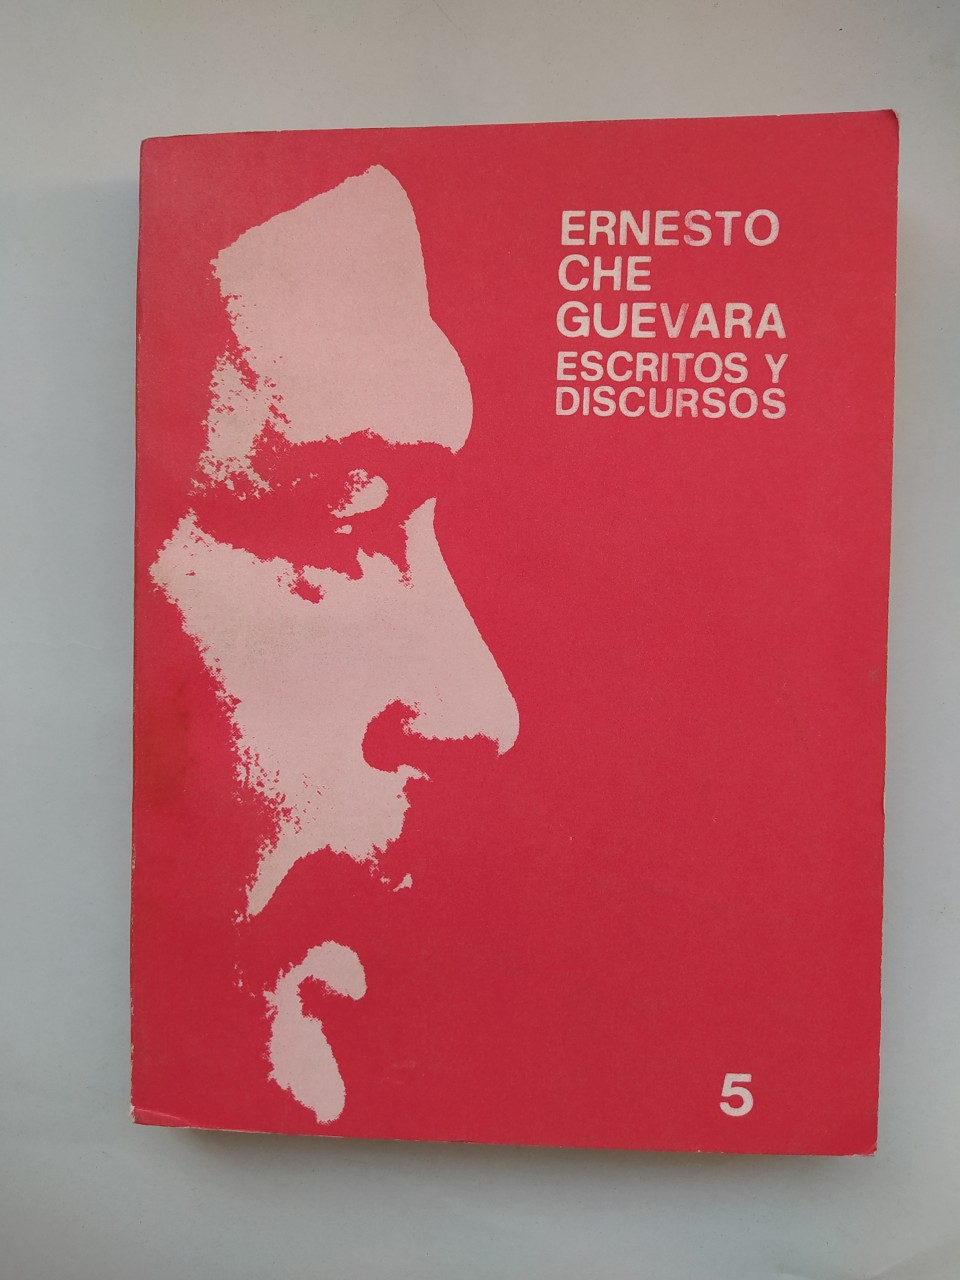 ERNESTO
CHE
GUEVARA
ESCRITOS Y
DISCURSOS
5